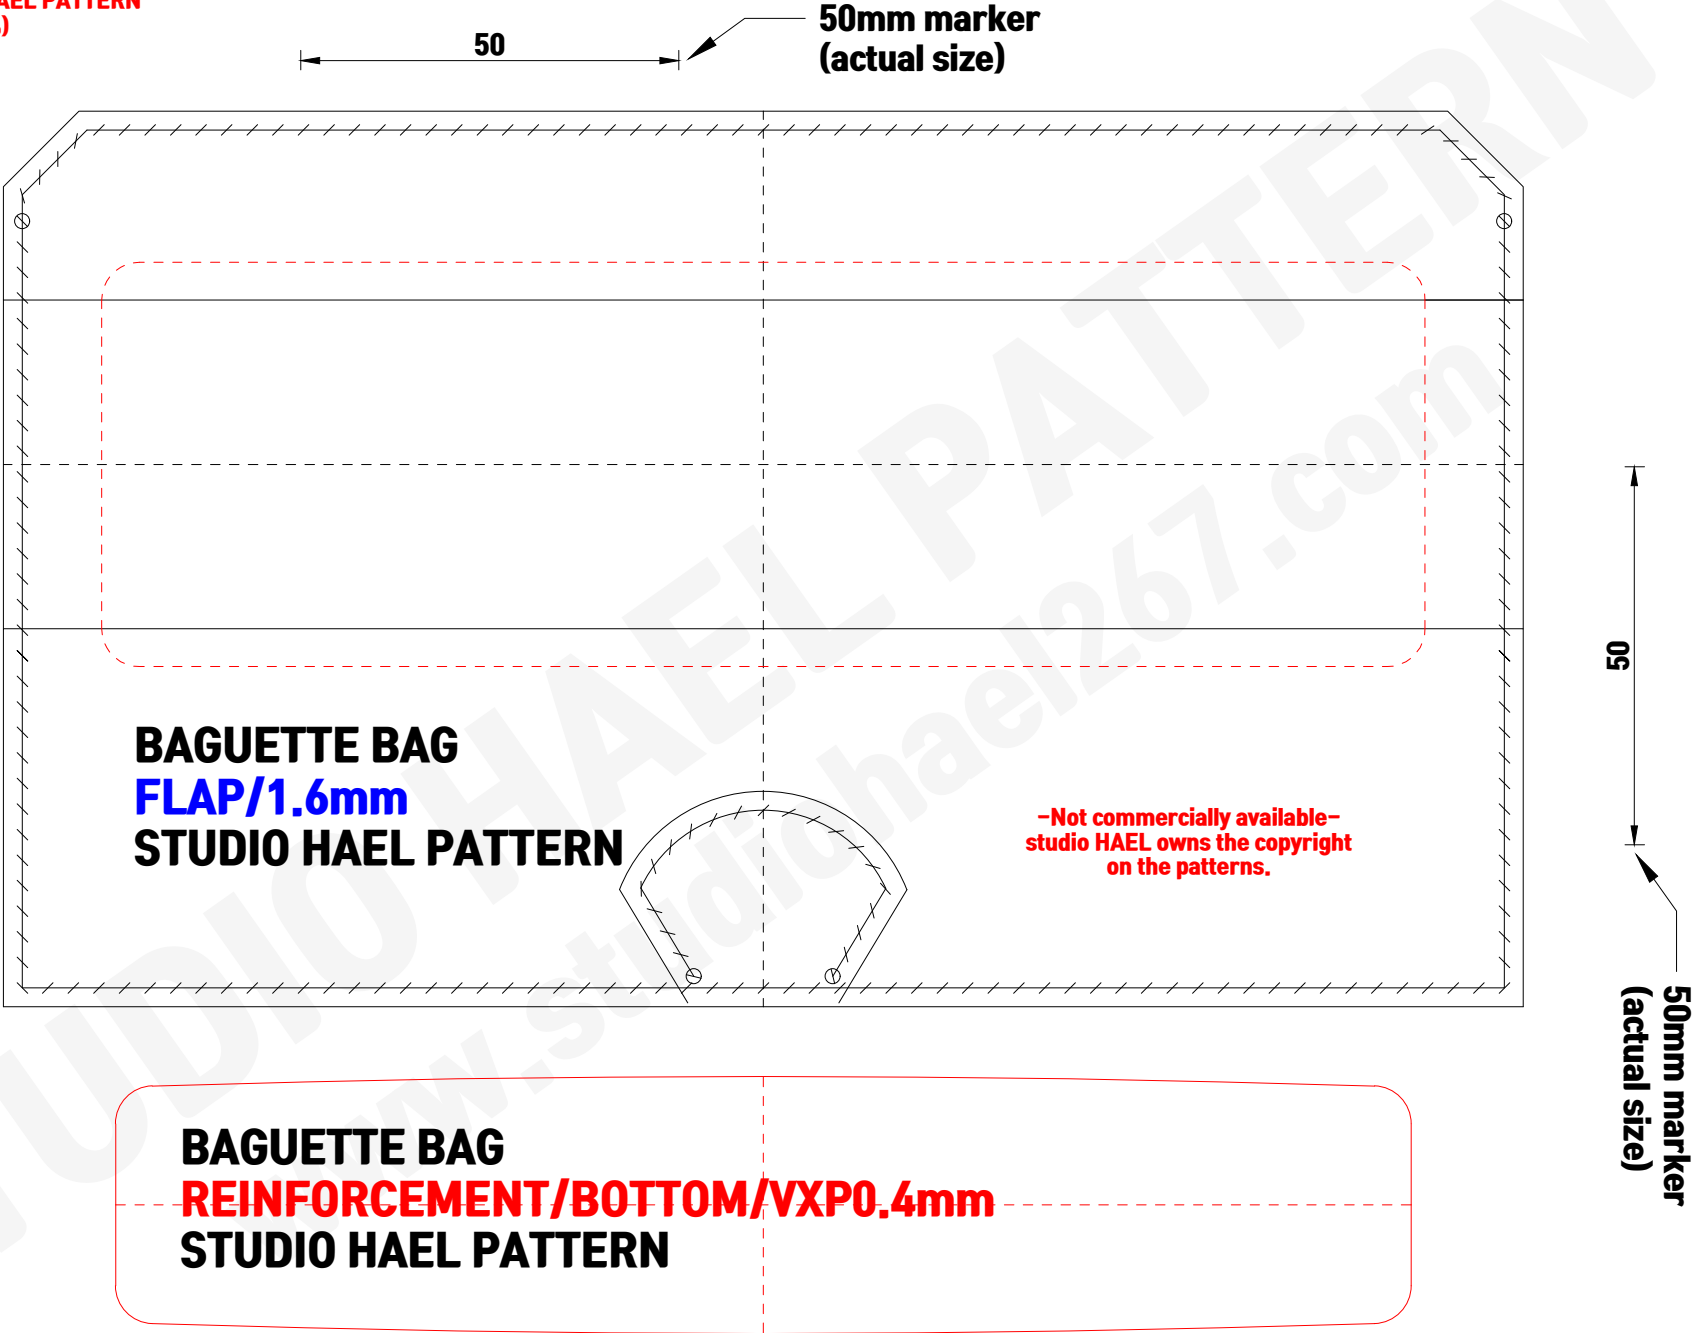 AEL PATTERN
50mm marker
(actual size)
50
BAGUETTE BAG
FLAP/1.6mm
STUDIO HAEL PATTERN
-Not commercially available-
studio HAEL owns the copyright
on the patterns.
50
50mm marker
(actual size)
BAGUETTE BAG
REINFORCEMENT/BOTTOM/VXP0.4mm
STUDIO HAEL PATTERN
STUDIO HAEL PATTERN
www.studiohael267.com